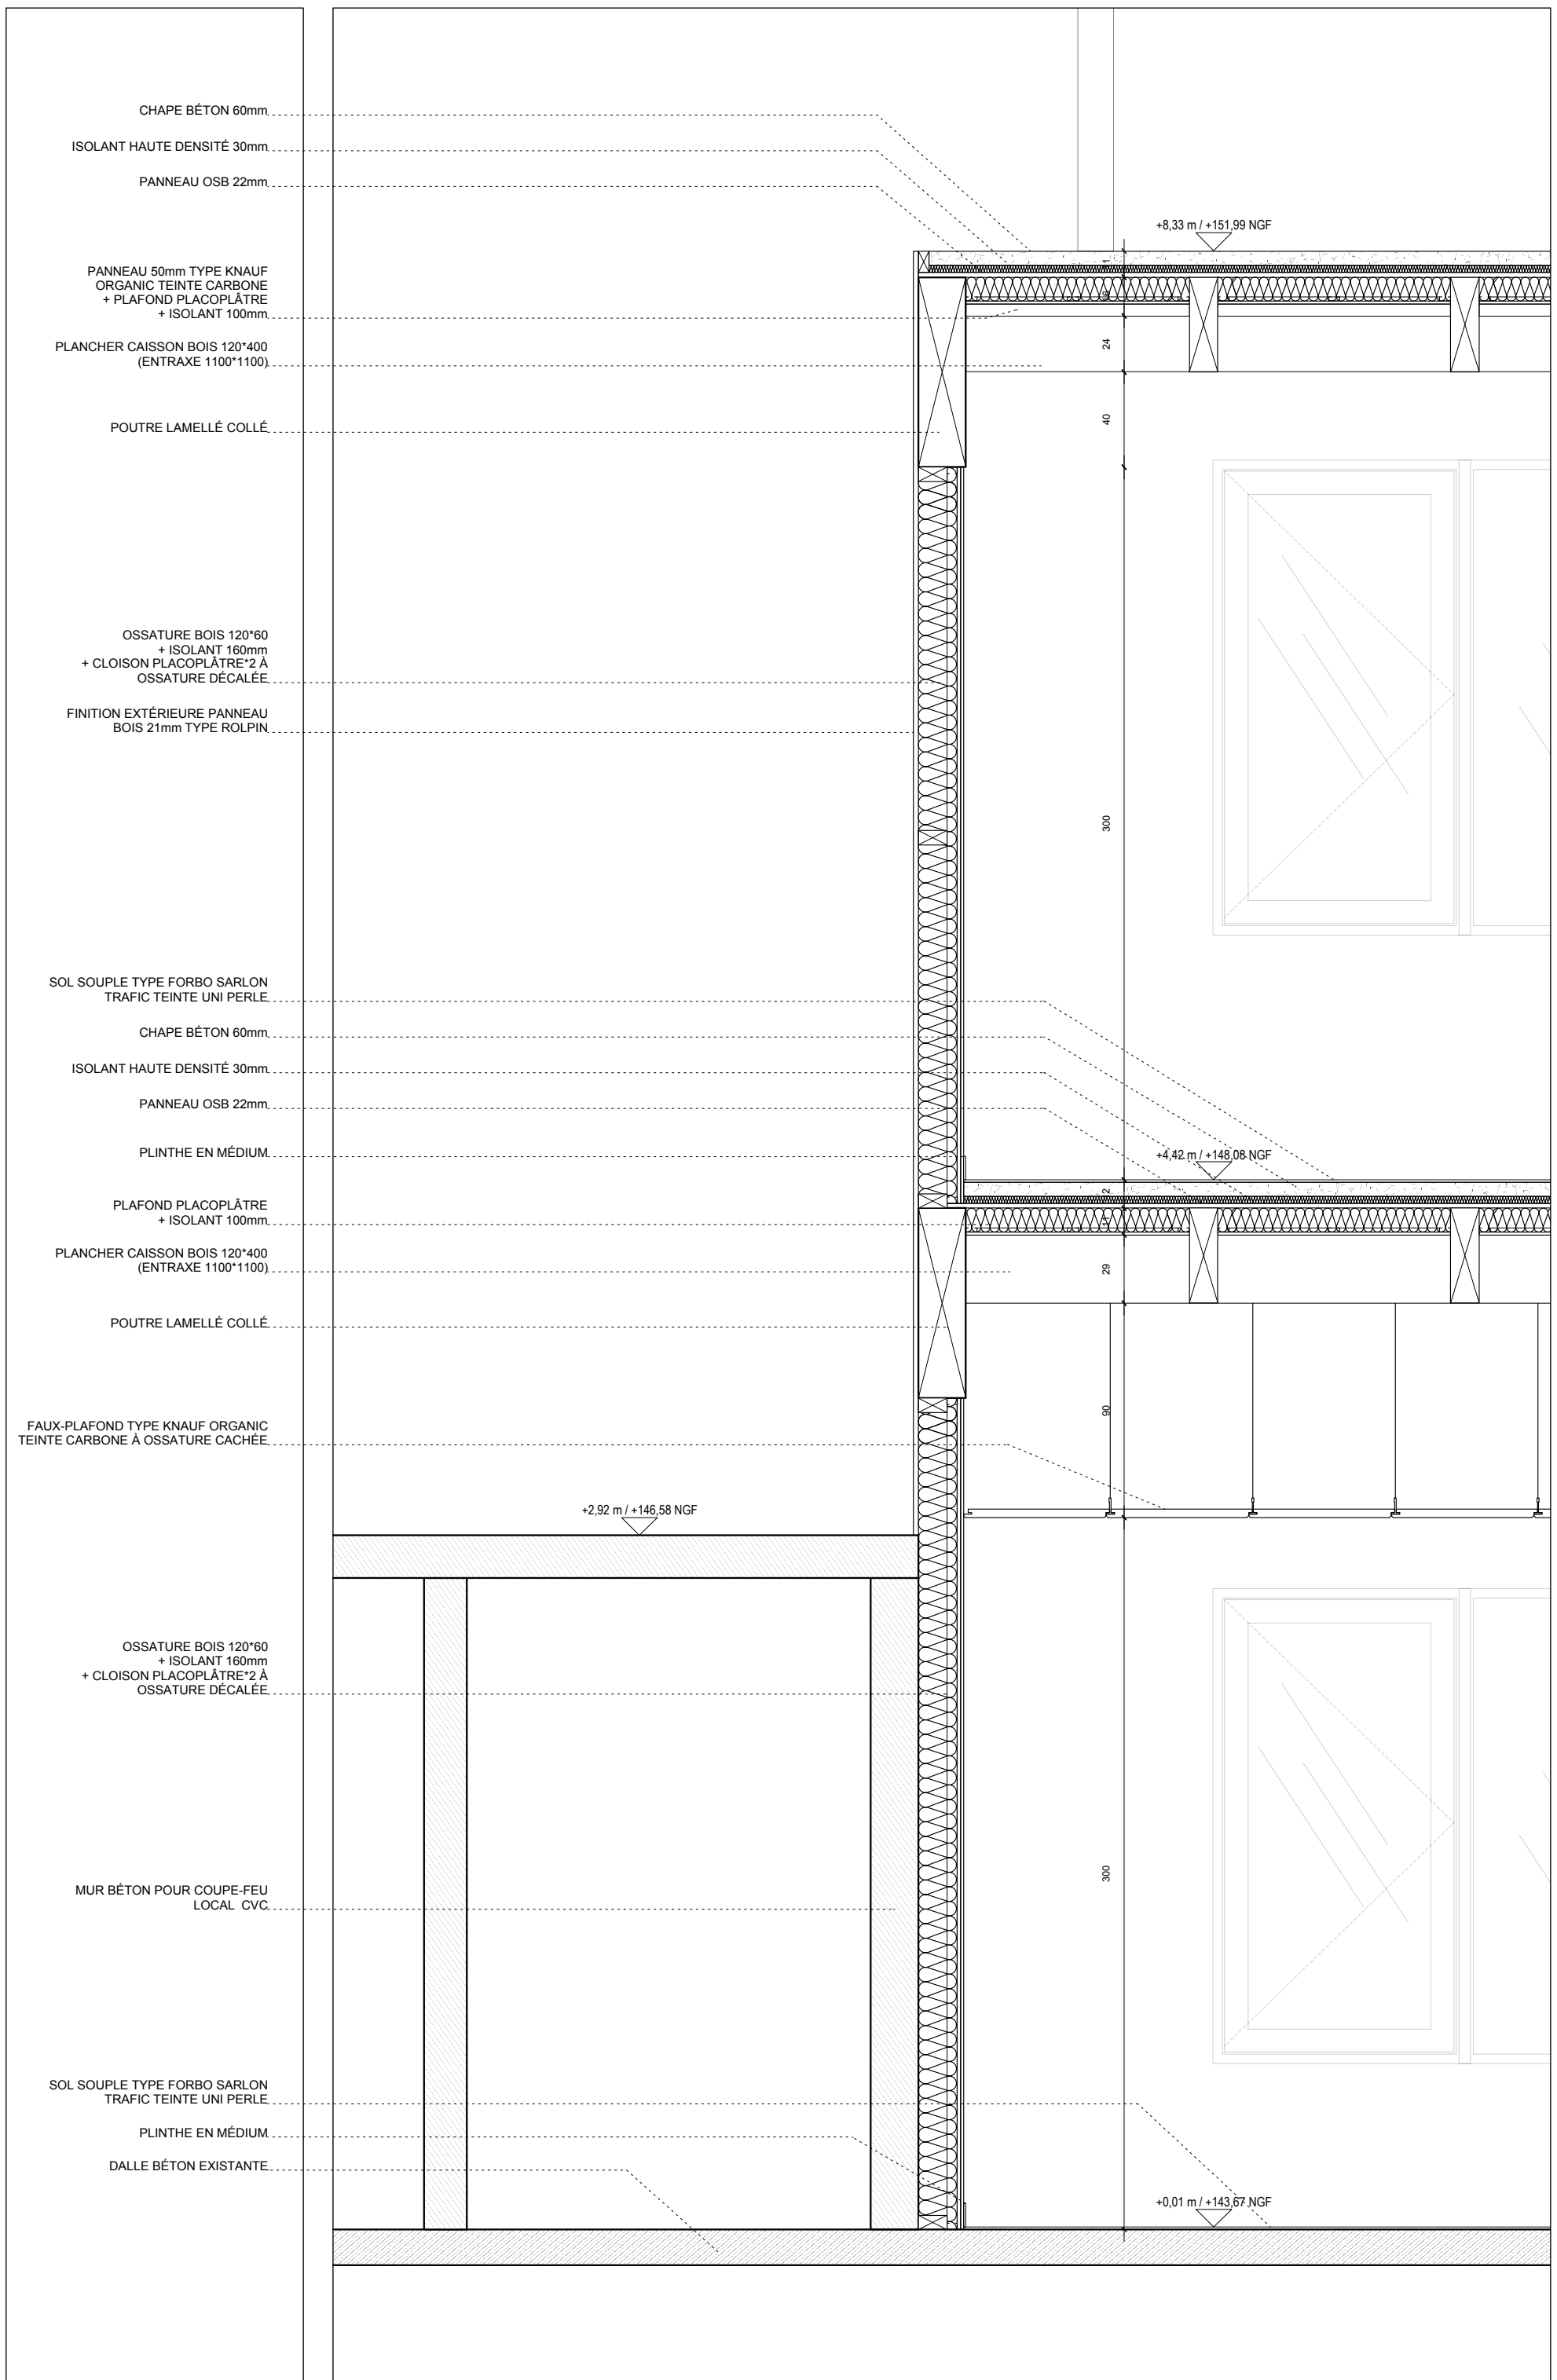 CHAPE BÉTON 60mm
ISOLANT HAUTE DENSITÉ 30mm
PANNEAU OSB 22mm
+8,33 m / +151,99 NGF
PANNEAU 50mm TYPE KNAUF
ORGANIC TEINTE CARBONE
+ PLAFOND PLACOPLÂTRE
+ ISOLANT 100mm
PLANCHER CAISSON BOIS 120*400
(ENTRAXE 1100*1100)
24
POUTRE LAMELLÉ COLLÉ
40
OSSATURE BOIS 120*60
+ ISOLANT 160mm
+ CLOISON PLACOPLÂTRE*2 À
OSSATURE DÉCALÉE
FINITION EXTÉRIEURE PANNEAU
BOIS 21mm TYPE ROLPIN
300
SOL SOUPLE TYPE FORBO SARLON
TRAFIC TEINTE UNI PERLE
CHAPE BÉTON 60mm
ISOLANT HAUTE DENSITÉ 30mm
PANNEAU OSB 22mm
PLINTHE EN MÉDIUM
+4,42 m / +148,08 NGF
PLAFOND PLACOPLÂTRE
+ ISOLANT 100mm
PLANCHER CAISSON BOIS 120*400
(ENTRAXE 1100*1100)
29
POUTRE LAMELLÉ COLLÉ
90
FAUX-PLAFOND TYPE KNAUF ORGANIC
TEINTE CARBONE À OSSATURE CACHÉE
+2,92 m / +146,58 NGF
OSSATURE BOIS 120*60
+ ISOLANT 160mm
+ CLOISON PLACOPLÂTRE*2 À
OSSATURE DÉCALÉE
300
MUR BÉTON POUR COUPE-FEU
LOCAL CVC
SOL SOUPLE TYPE FORBO SARLON
TRAFIC TEINTE UNI PERLE
PLINTHE EN MÉDIUM
DALLE BÉTON EXISTANTE
+0,01 m / +143,67 NGF